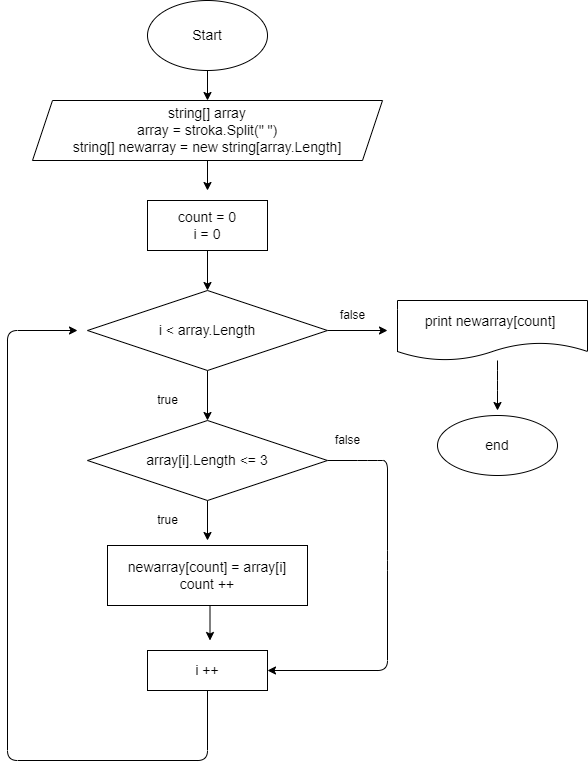 Start
string[] array
array = stroka.Split(" ")
string[] newarray = new string[array.Length]
count = 0
i = 0
i < array.Length
false
print newarray[count]
true
end
array[i].Length <= 3
false
true
newarray[count] = array[i]
count ++
i ++